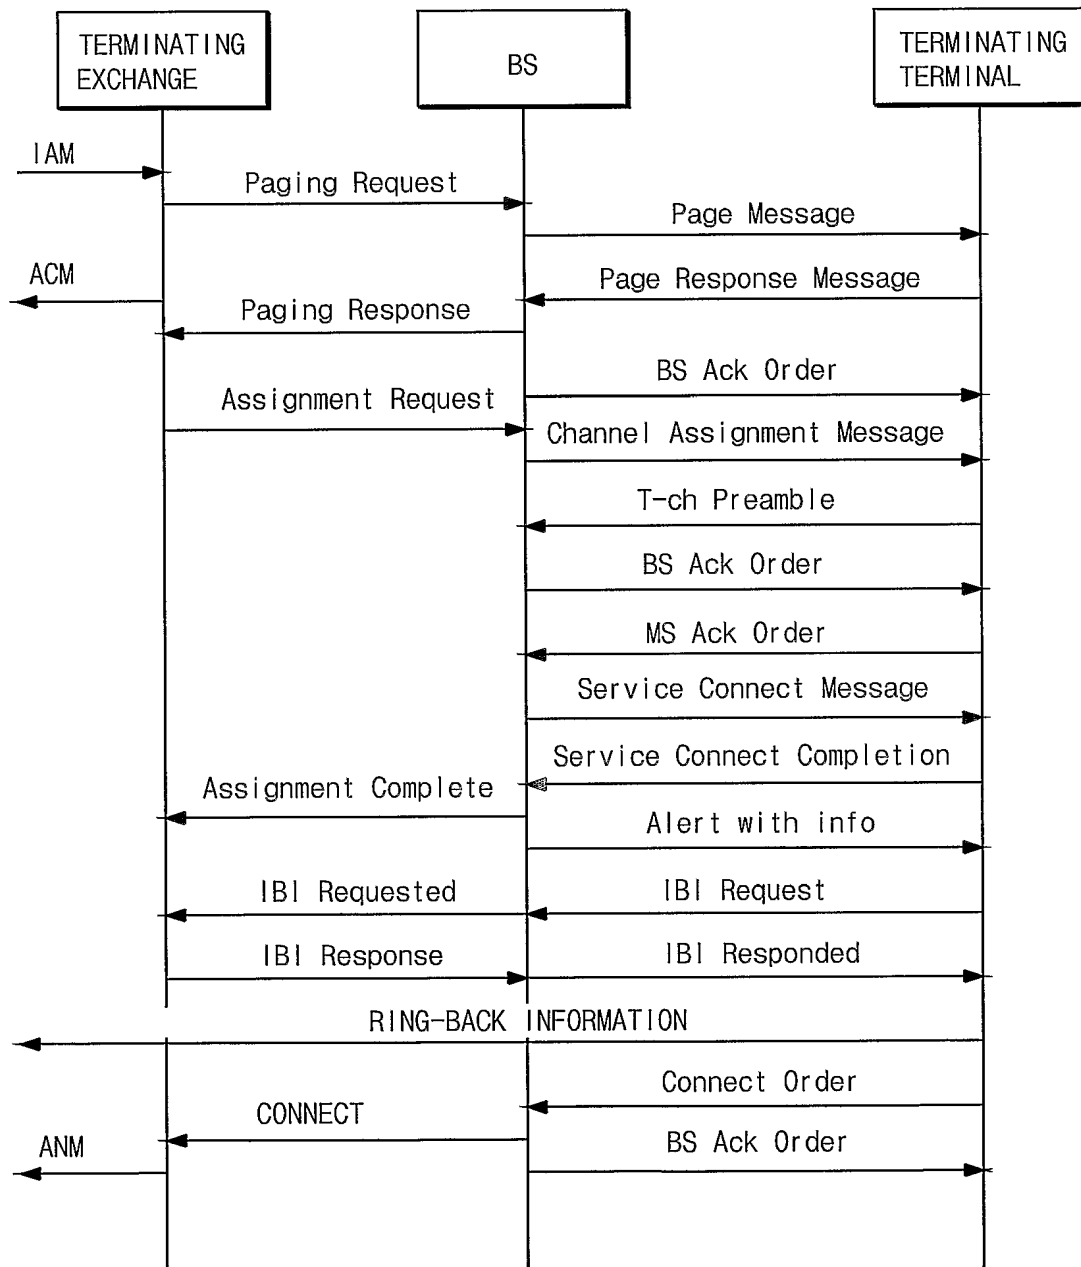 TERMINATING
EXCHANGE
BS
TERMINATING
TERMINAL
IAM
Paging Request
Page Message
ACM
Page Response Message
Paging Response
BS Ack Order
Assignment Request
Channel Assignment Message
T-ch Preamble
BS Ack Order
MS Ack Order
Service Connect Message
Service Connect Completion
Assignment Complete
Alert with info
IBI Requested
IBI Request
IBI Response
IBI Responded
RING-BACK INFORMATION
Connect Order
CONNECT
ANM
BS Ack Order